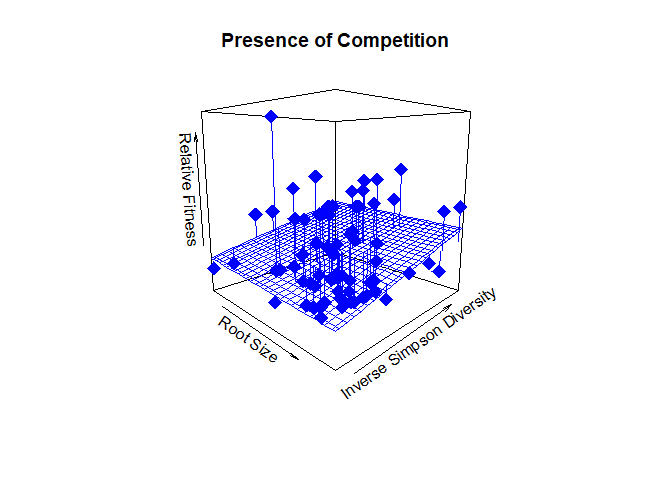 Presence of Competition
Relative Fitness
Root Size
Inverse Simpson Diversity